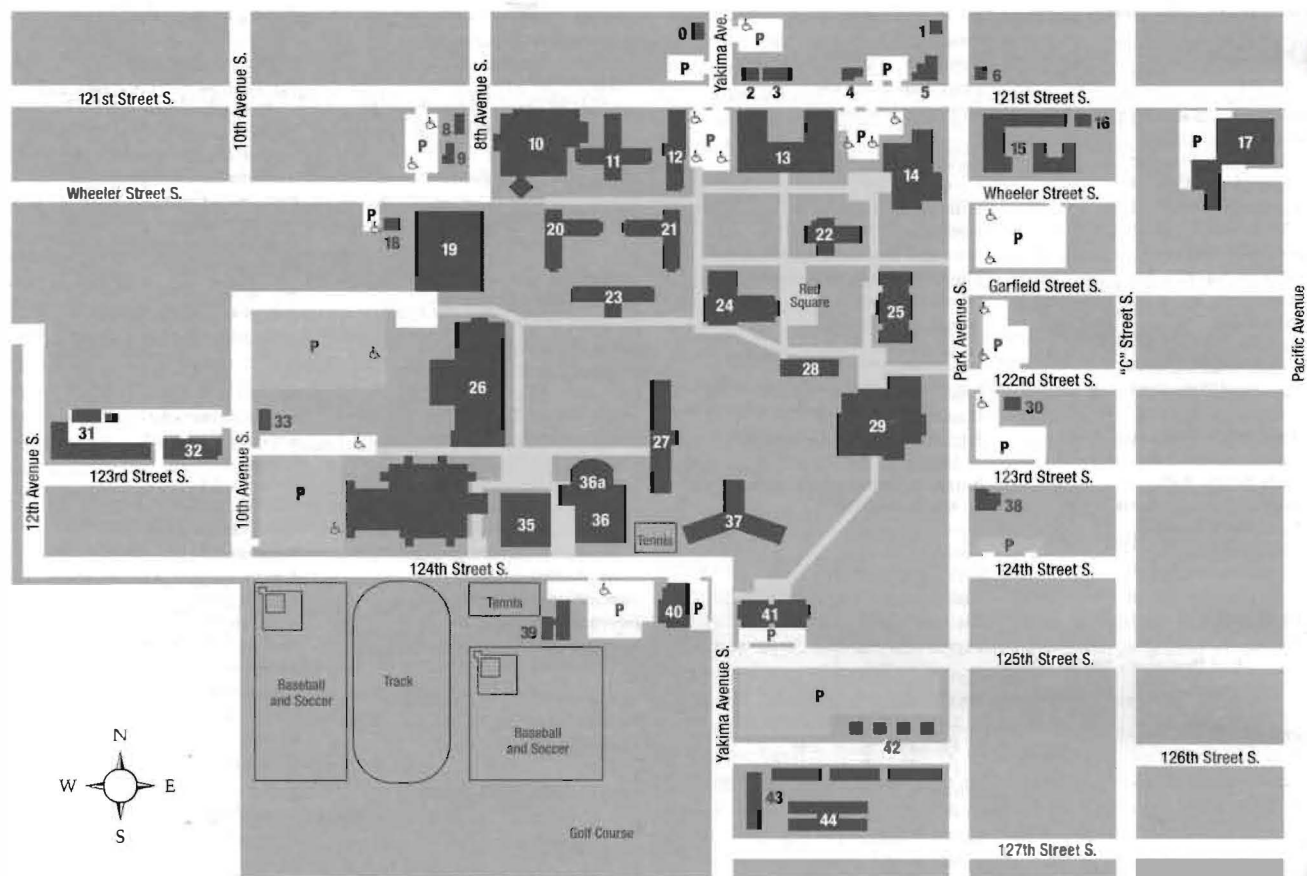 0
P
Yakima Ave.
P
1
2
3
4
P
5
6
121st Street S.
10th Avenue S.
8th Avenue S.
121st Street S.
P
8
9
10
11
12
P
13
P
14
15
16
P
17
Wheeler Street S.
Wheeler Street S.
P
18
19
20
21
22
P
23
24
Red
Square
25
Park Avenue S.
Garfield Street S.
"C" Street S.
Pacific Avenue
P
26
P
28
122nd Street S.
12th Avenue S.
31
32
10th Avenue S.
33
27
29
30
P
123rd Street S.
123rd Street S.
P
35
36a
36
37
Tennis
38
P
124th Street S.
124th Street S.
Tennis
39
P
40
P
41
P
Baseball
and Soccer
Track
Baseball
and Soccer
Yakima Avenue S.
125th Street S.
P
42
126th Street S.
N
W
E
S
43
44
Golf Course
127th Street S.